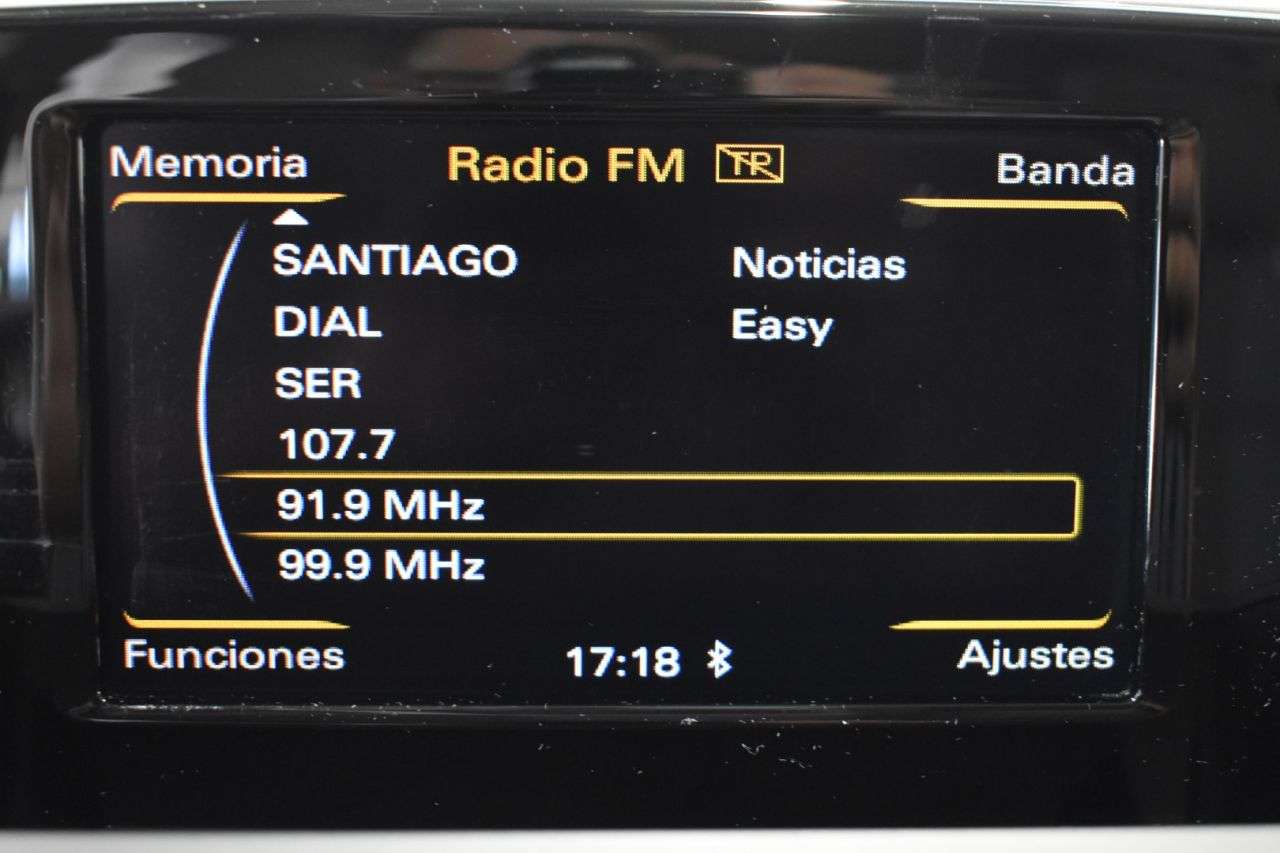 Memoria Radio FM TP Banda
SANTIAGO Noticias
DIAL Easy
SER
107.7
91.9 MHz
99.9 MHz
Funciones 17:18 Ajustes